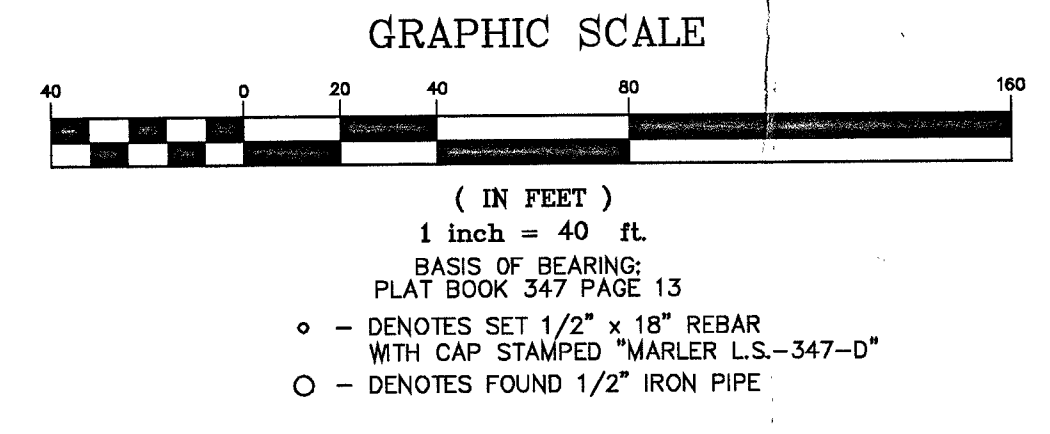 GRAPHIC SCALE
40 0 20 40 80 160
( IN FEET )
1 inch = 40 ft.
BASIS OF BEARING:
PLAT BOOK 347 PAGE 13
– DENOTES SET 1/2" x 18" REBAR
WITH CAP STAMPED "MARLER L.S.-347-D"
– DENOTES FOUND 1/2" IRON PIPE